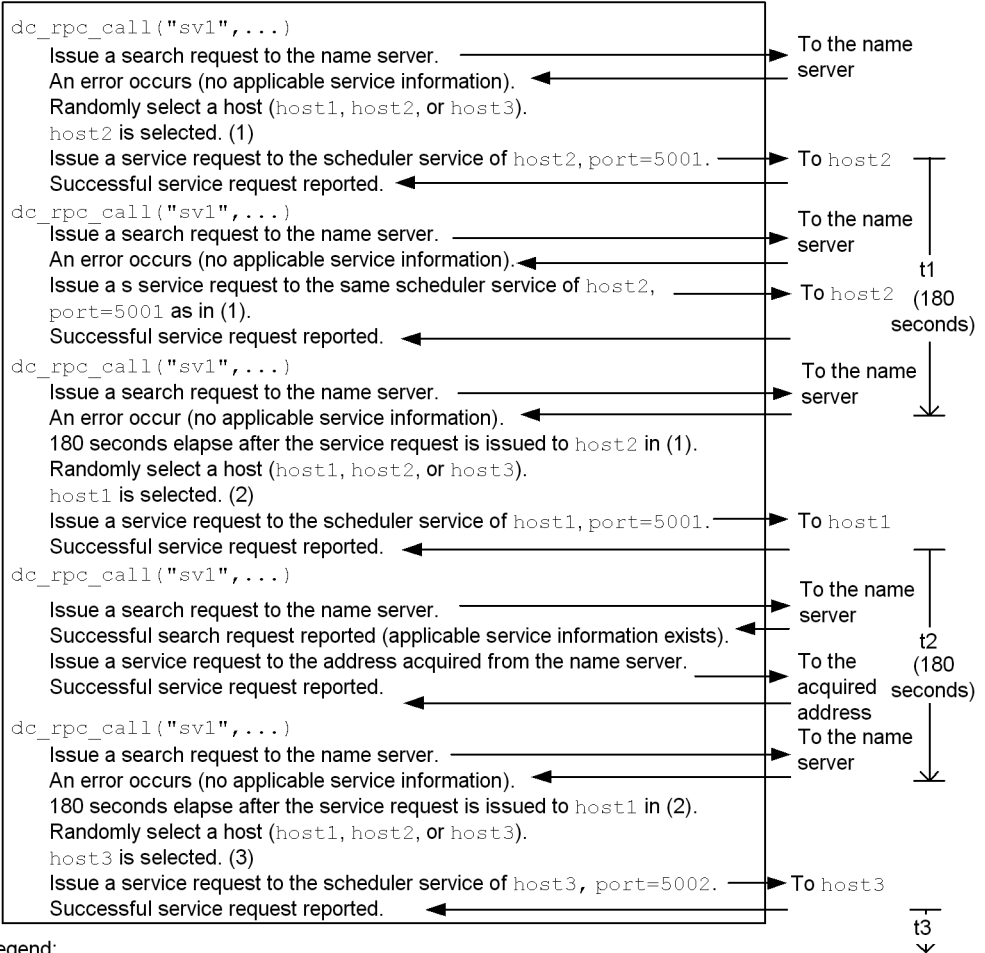 dc_rpc_call("sv1",...)
Issue a search request to the name server.
To the name
server
An error occurs (no applicable service information).
Randomly select a host (host1, host2, or host3).
host2 is selected. (1)
Issue a service request to the scheduler service of host2, port=5001.
To host2
Successful service request reported.
dc_rpc_call("sv1",...)
Issue a search request to the name server.
To the name
server
An error occurs (no applicable service information).
t1
(180
seconds)
Issue a s service request to the same scheduler service of host2,
port=5001 as in (1).
To host2
Successful service request reported.
dc_rpc_call("sv1",...)
Issue a search request to the name server.
To the name
server
An error occur (no applicable service information).
180 seconds elapse after the service request is issued to host2 in (1).
Randomly select a host (host1, host2, or host3).
host1 is selected. (2)
Issue a service request to the scheduler service of host1, port=5001.
To host1
Successful service request reported.
dc_rpc_call("sv1",...)
Issue a search request to the name server.
To the name
server
Successful search request reported (applicable service information exists).
t2
(180
seconds)
Issue a service request to the address acquired from the name server.
To the
acquired
address
Successful service request reported.
dc_rpc_call("sv1",...)
Issue a search request to the name server.
To the name
server
An error occurs (no applicable service information).
180 seconds elapse after the service request is issued to host1 in (2).
Randomly select a host (host1, host2, or host3).
host3 is selected. (3)
Issue a service request to the scheduler service of host3, port=5002.
To host3
Successful service request reported.
t3
egend: